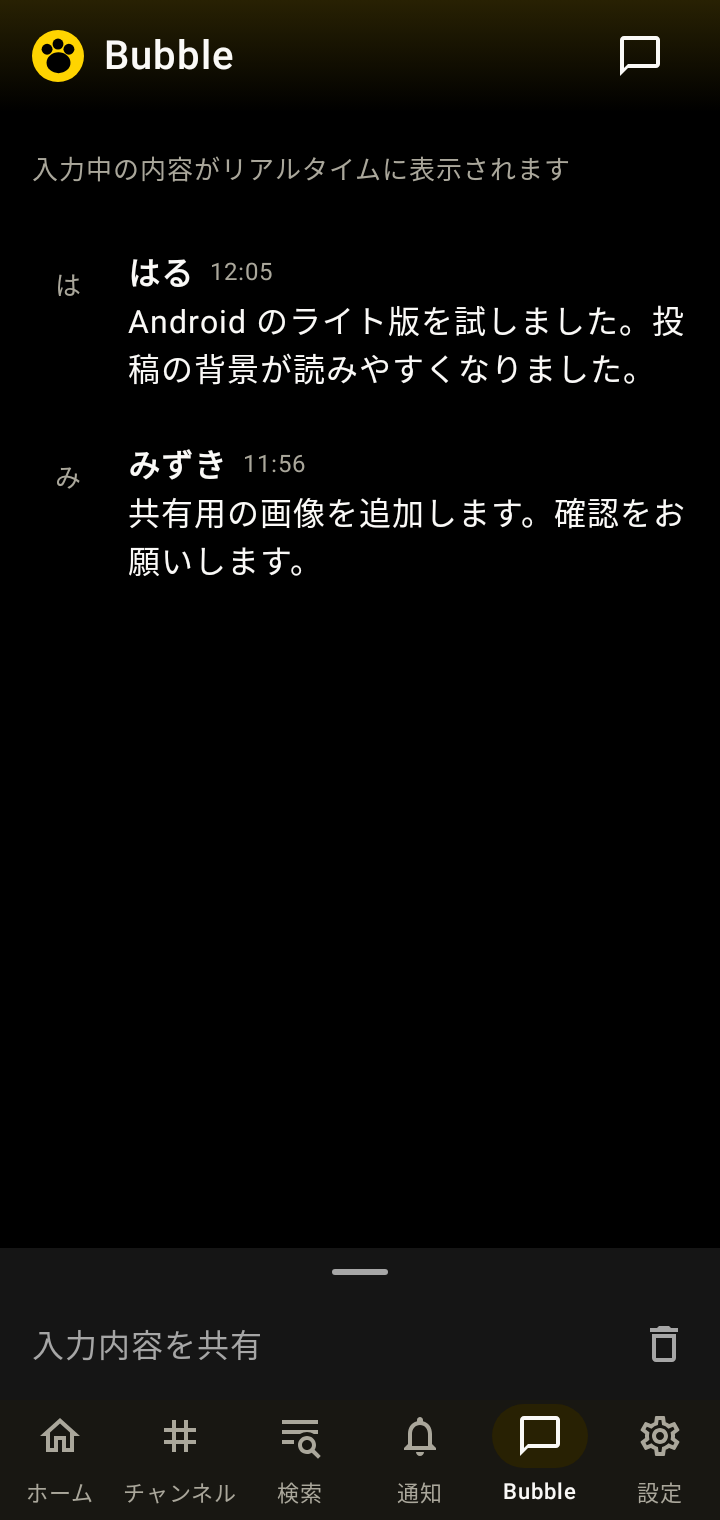 Bubble
入力中の内容がリアルタイムに表示されます
は
はる 12:05
Android のライト版を試しました。投
稿の背景が読みやすくなりました。
み
みずき 11:56
共有用の画像を追加します。確認をお
願いします。
入力内容を共有
ホーム チャンネル 検索 通知 Bubble 設定